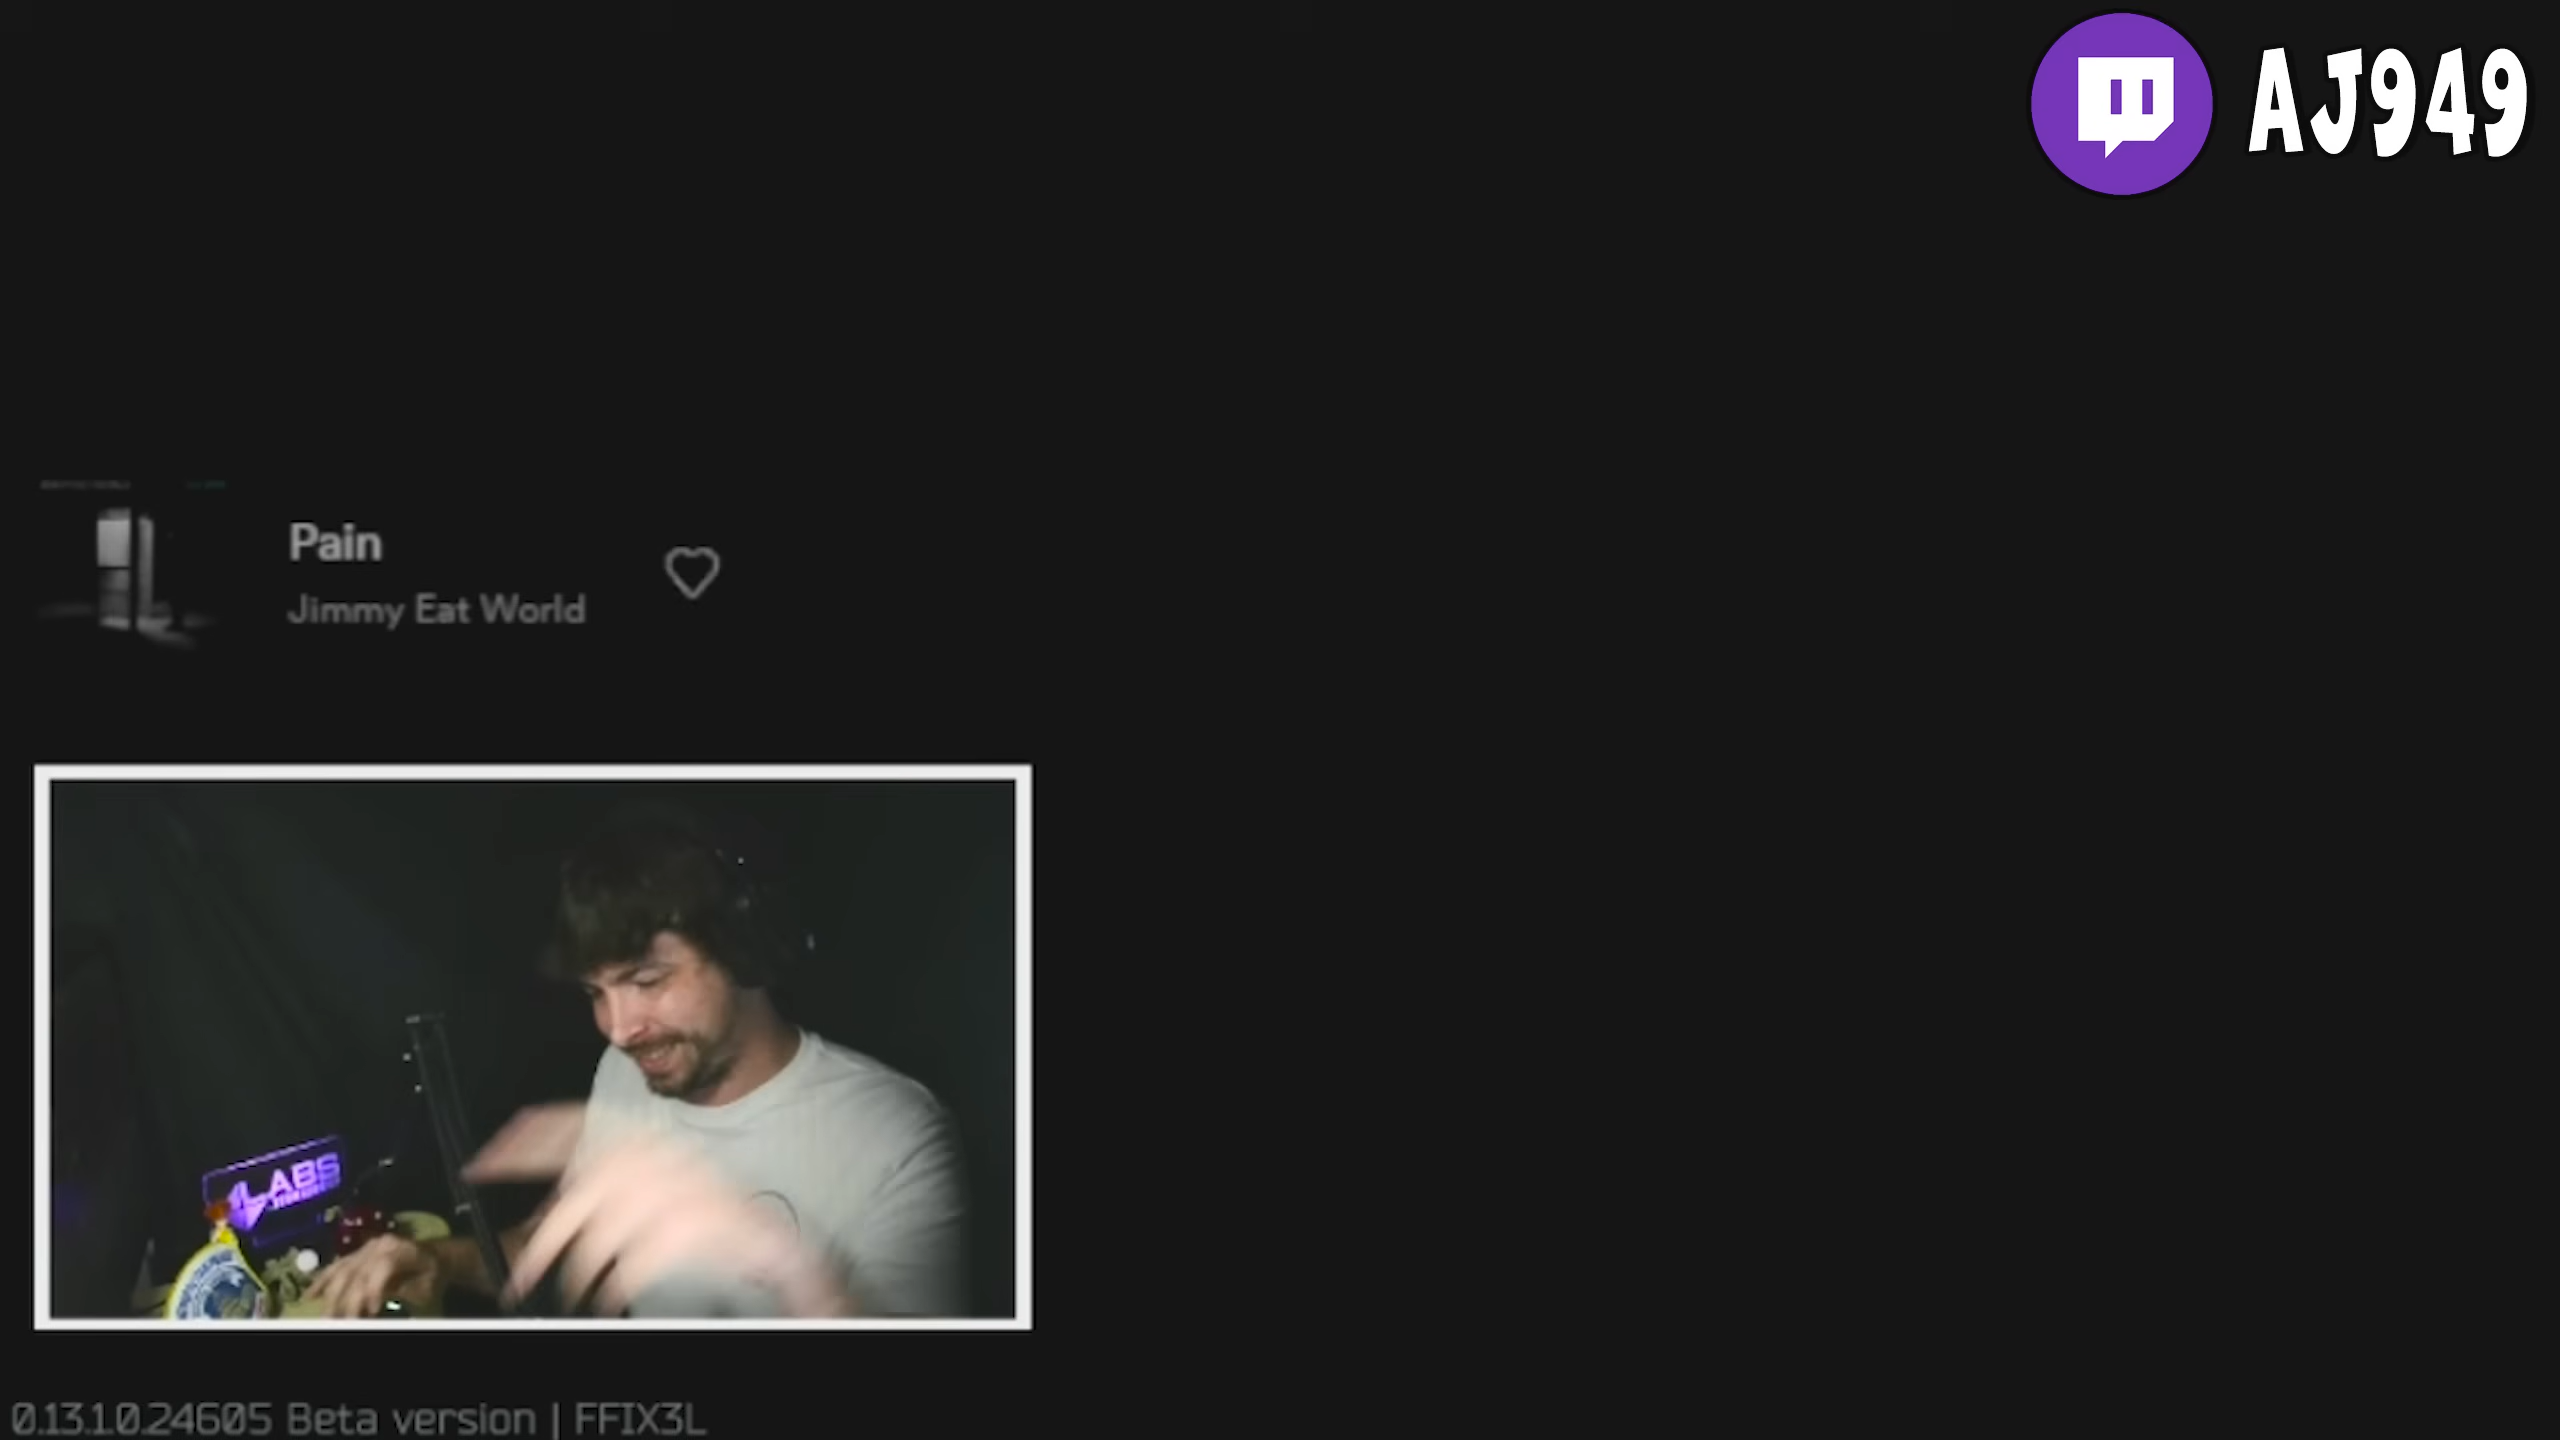 AJ949
Pain
Jimmy Eat World
LABS
0.13.1.0.24605 Beta version | FFIX3L